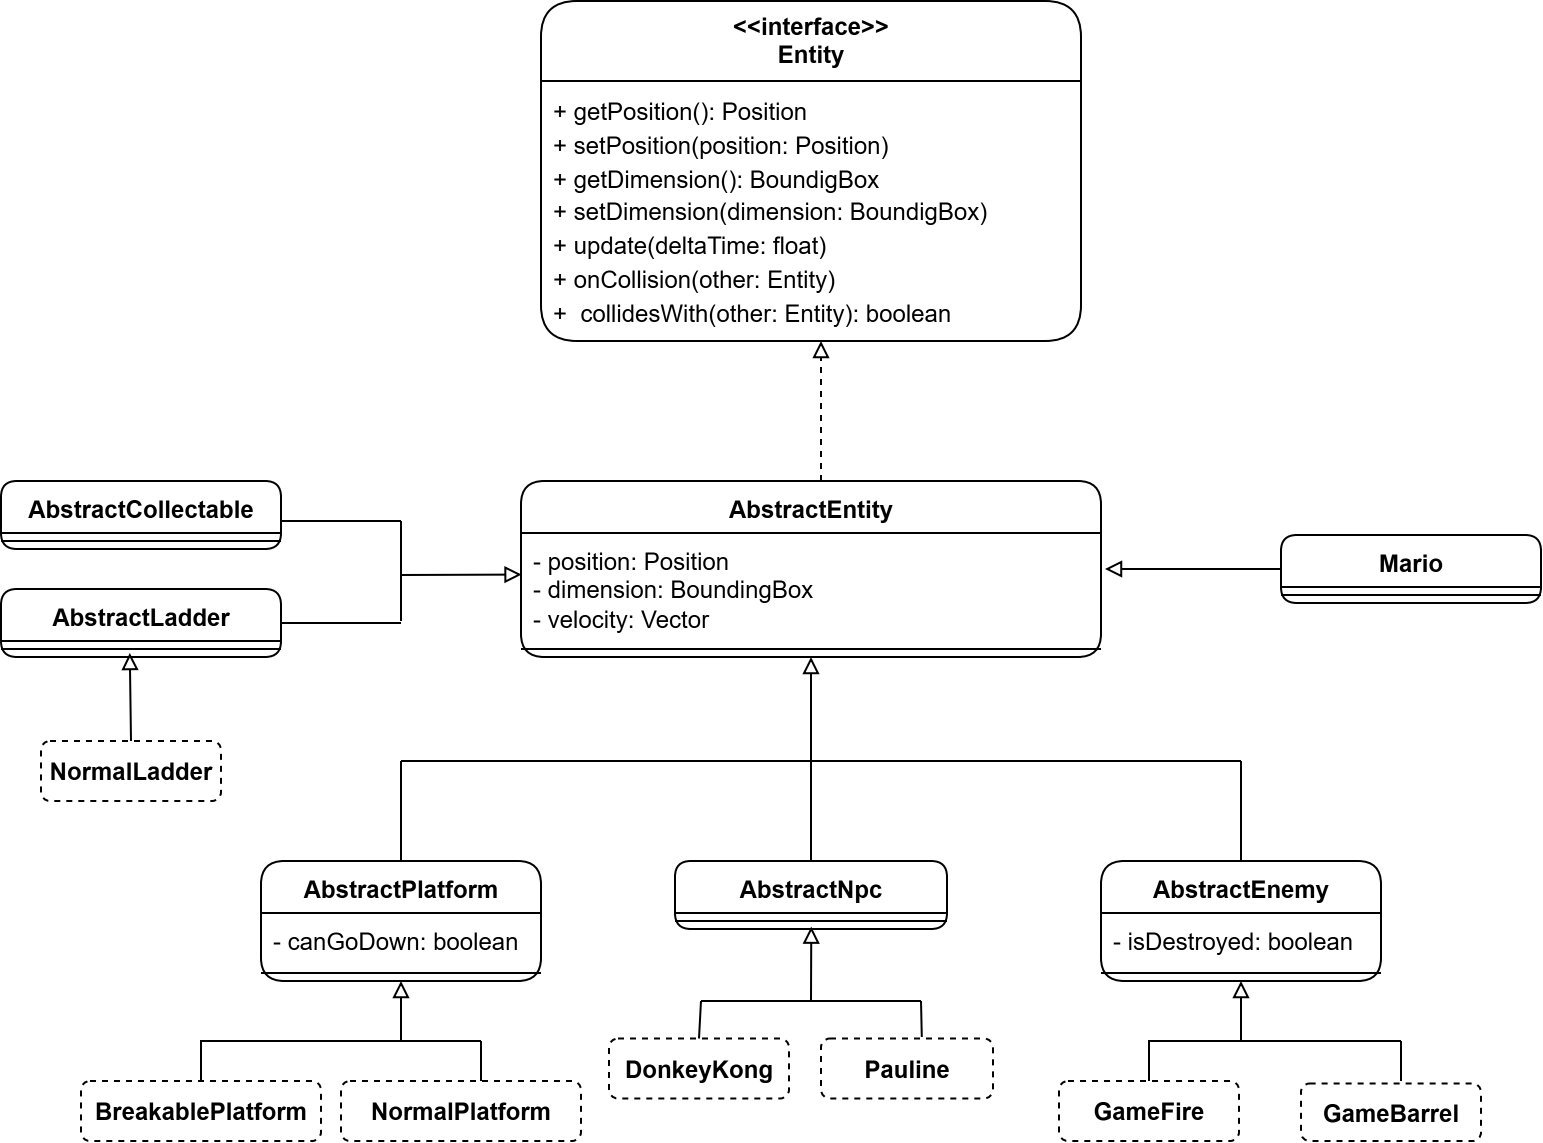 <<interface>>
Entity
+ getPosition(): Position
+ setPosition(position: Position)
+ getDimension(): BoundigBox
+ setDimension(dimension: BoundigBox)
+ update(deltaTime: float)
+ onCollision(other: Entity)
+  collidesWith(other: Entity): boolean
AbstractCollectable
AbstractLadder
NormalLadder
AbstractEntity
- position: Position
- dimension: BoundingBox
- velocity: Vector
Mario
AbstractPlatform
- canGoDown: boolean
AbstractNpc
AbstractEnemy
- isDestroyed: boolean
BreakablePlatform
NormalPlatform
DonkeyKong
Pauline
GameFire
GameBarrel